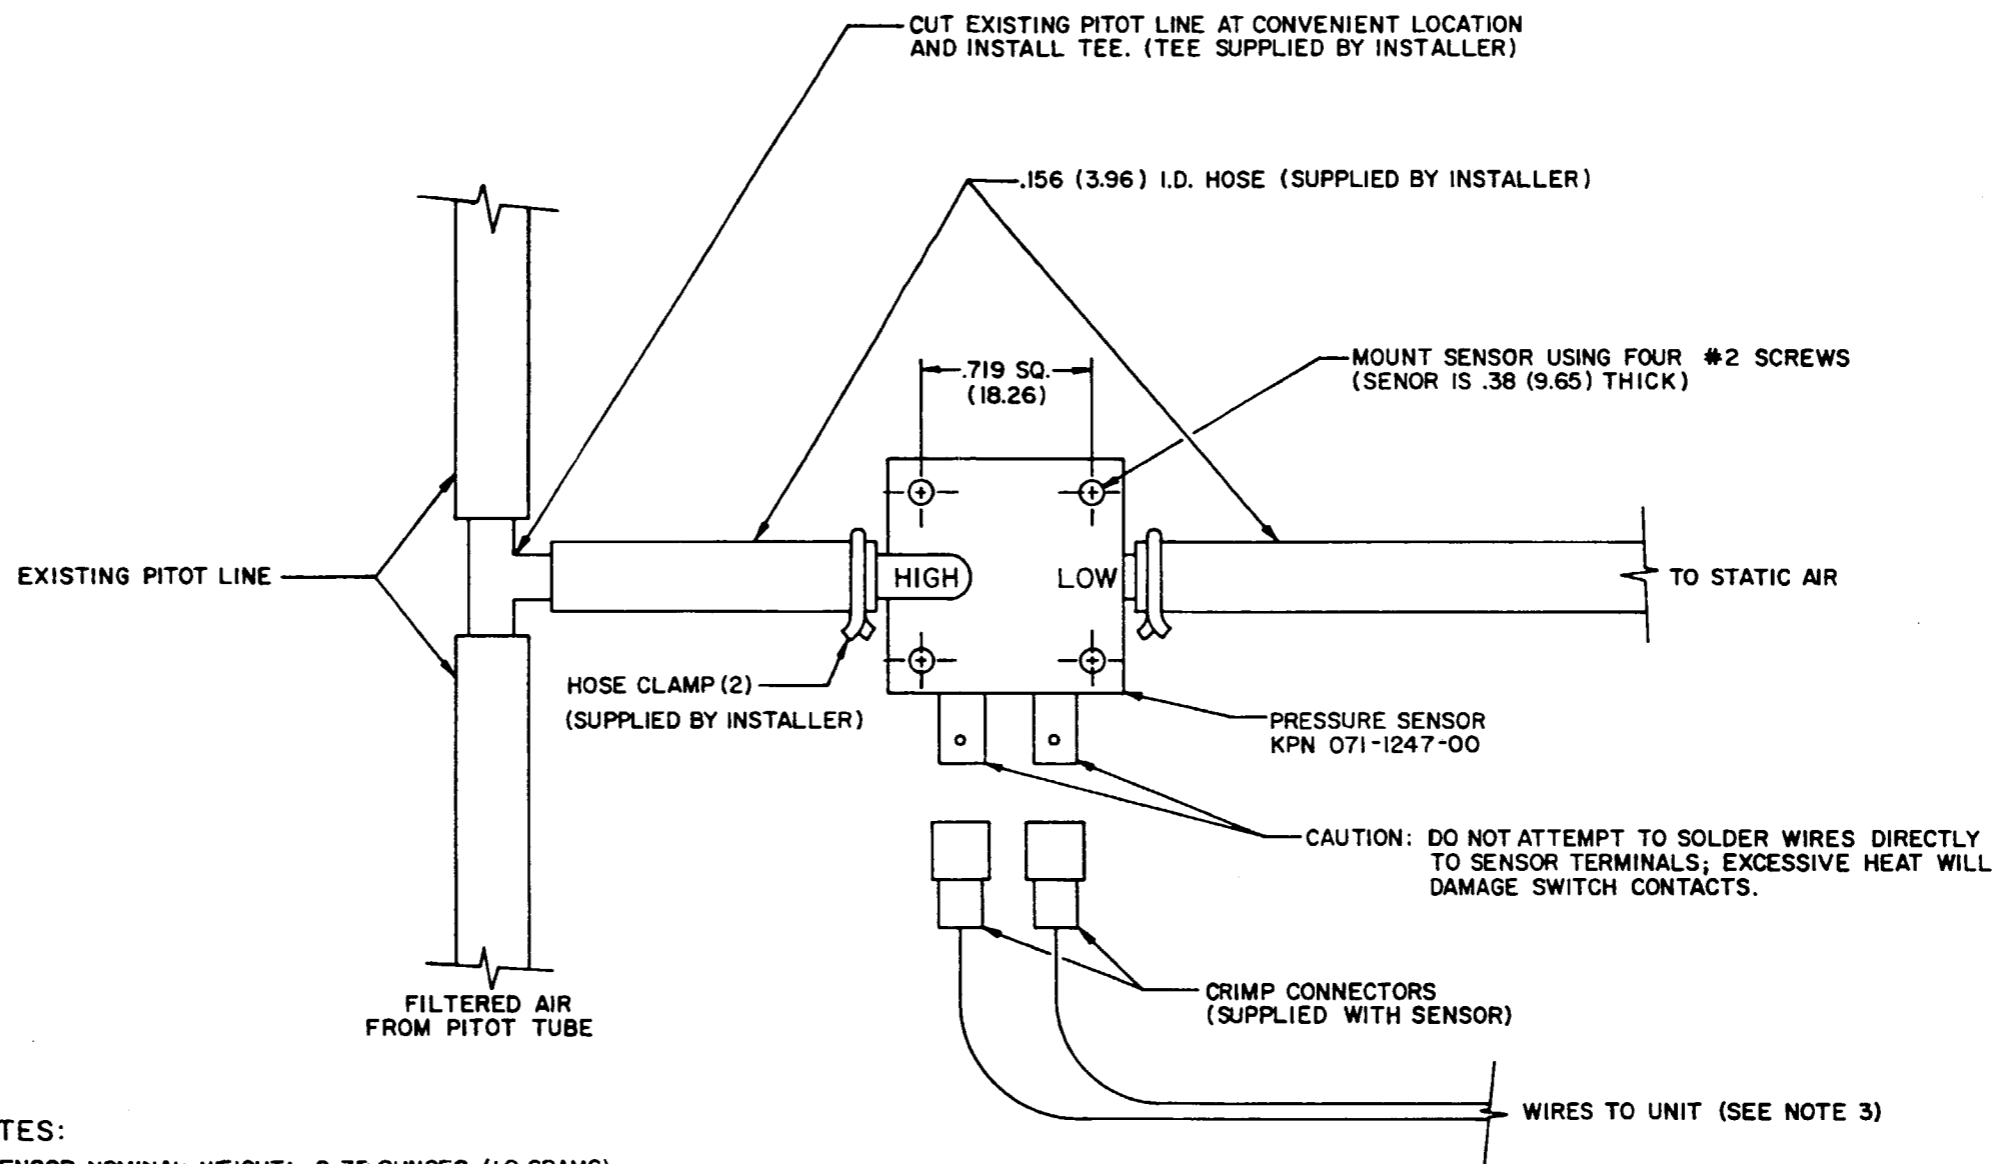 CUT EXISTING PITOT LINE AT CONVENIENT LOCATION
AND INSTALL TEE. (TEE SUPPLIED BY INSTALLER)
.156 (3.96) I.D. HOSE (SUPPLIED BY INSTALLER)
MOUNT SENSOR USING FOUR #2 SCREWS
(SENOR IS .38 (9.65) THICK)
.719 SQ.
(18.26)
EXISTING PITOT LINE
HIGH
LOW
TO STATIC AIR
HOSE CLAMP (2)
(SUPPLIED BY INSTALLER)
PRESSURE SENSOR
KPN 071-1247-00
CAUTION: DO NOT ATTEMPT TO SOLDER WIRES DIRECTLY
TO SENSOR TERMINALS; EXCESSIVE HEAT WILL
DAMAGE SWITCH CONTACTS.
FILTERED AIR
FROM PITOT TUBE
CRIMP CONNECTORS
(SUPPLIED WITH SENSOR)
WIRES TO UNIT (SEE NOTE 3)
TES: